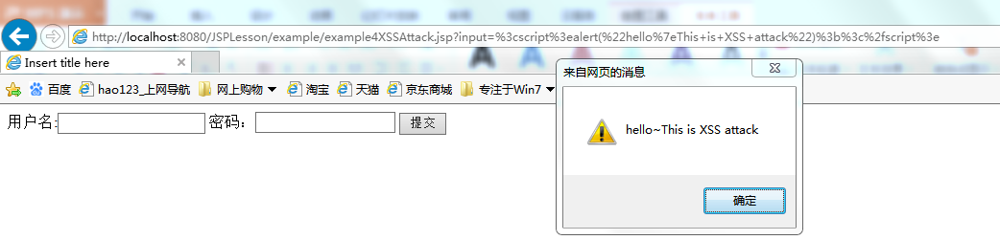 http://localhost:8080/JSPLesson/example/example4XSSAttack.jsp?input=%3cscript%3ealert(%22hello%7eThis+is+XSS+attack%22)%3b%3c%2fscript%3e
Insert title here
百度 hao123_上网导航 网上购物 淘宝 天猫 京东商城 专注于Win7
用户名: 密码： 提交
来自网页的消息
hello~This is XSS attack
确定